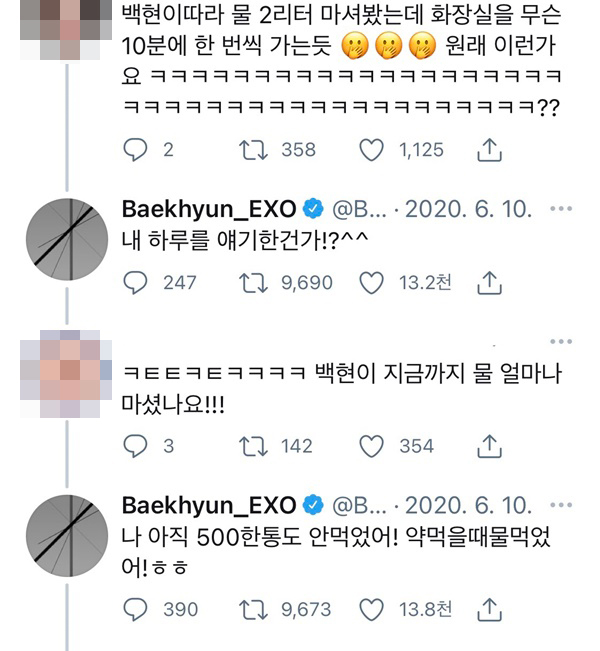 백현이따라 물 2리터 마셔봤는데 화장실을 무슨
10분에 한 번씩 가는듯 🤭🤭🤭 원래 이런가
요 ㅋㅋㅋㅋㅋㅋㅋㅋㅋㅋㅋㅋㅋㅋㅋㅋㅋㅋㅋㅋ
ㅋㅋㅋㅋㅋㅋㅋㅋㅋㅋㅋㅋㅋㅋㅋㅋㅋㅋㅋㅋ??
2 358 1,125
Baekhyun_EXO @B... · 2020. 6. 10.
내 하루를 얘기한건가!?^^
247 9,690 13.2천
ㅋㅌㅌㅋㅌㅋㅋㅋㅋ 백현이 지금까지 물 얼마나
마셨나요!!!
3 142 354
Baekhyun_EXO @B... · 2020. 6. 10.
나 아직 500한통도 안먹었어! 약먹을때물먹었
어!ㅎㅎ
390 9,673 13.8천